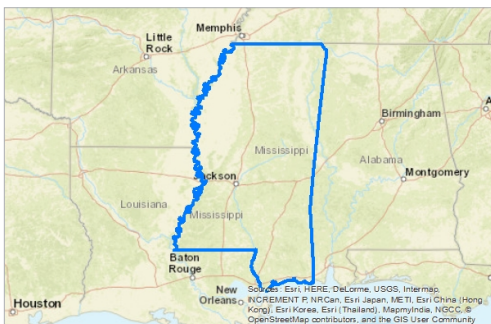 Memphis
Little
Rock
Arkansas
Birmingham
Mississippi
Alabama
Jackson
Montgomery
Louisiana
Mississippi
Baton
Rouge
New
Orleans
Houston
Sources: Esri, HERE, DeLorme, USGS, Intermap,
INCREMENT P, NRCan, Esri Japan, METI, Esri China (Hong
Kong), Esri Korea, Esri (Thailand), MapmyIndia, NGCC, ©
OpenStreetMap contributors, and the GIS User Community